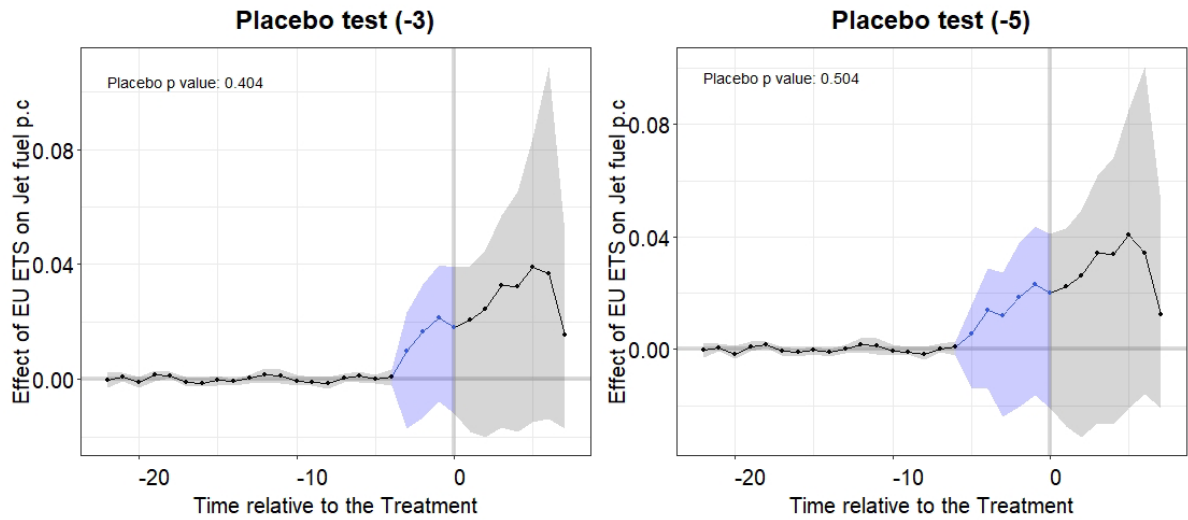 Placebo test (-3)
Placebo p value: 0.404
Effect of EU ETS on Jet fuel p.c
0.08
0.04
0.00
-20
-10
0
Time relative to the Treatment
Placebo test (-5)
Placebo p value: 0.504
Effect of EU ETS on Jet fuel p.c
0.08
0.04
0.00
-20
-10
0
Time relative to the Treatment